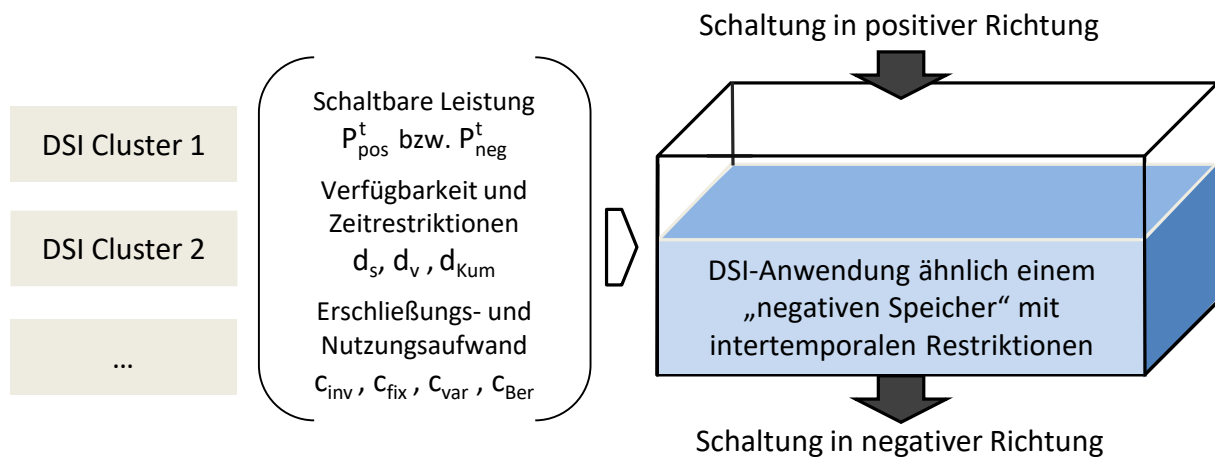 DSI Cluster 1
DSI Cluster 2
...
Schaltbare Leistung
P^t_pos bzw. P^t_neg
Verfügbarkeit und
Zeitrestriktionen
d_s, d_v , d_Kum
Erschließungs- und
Nutzungsaufwand
c_inv , c_fix , c_var , c_Ber
Schaltung in positiver Richtung
DSI-Anwendung ähnlich einem
„negativen Speicher“ mit
intertemporalen Restriktionen
Schaltung in negativer Richtung